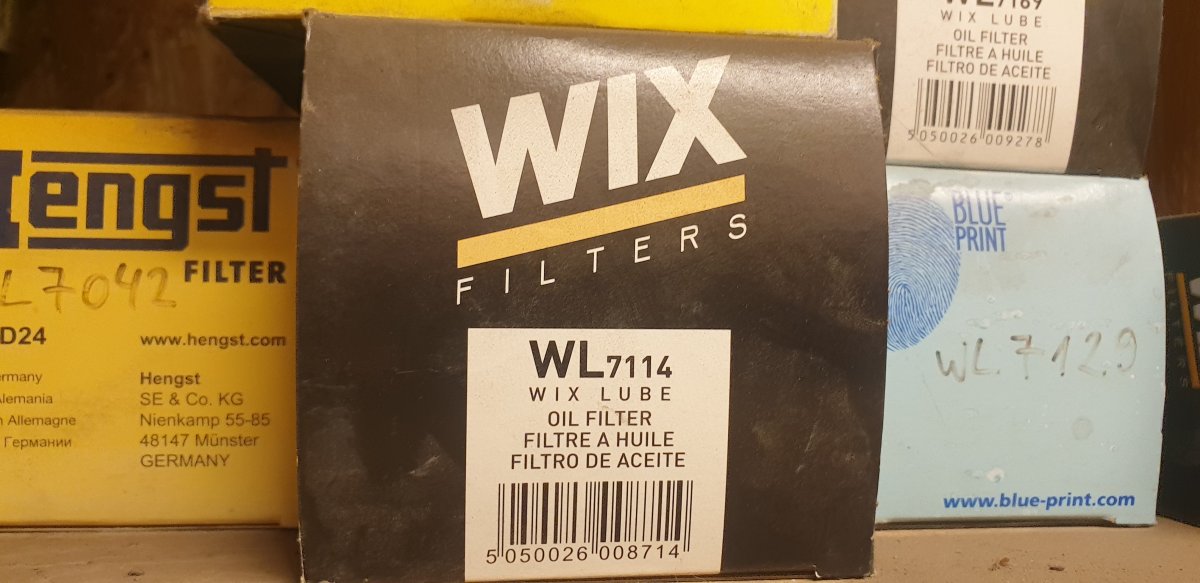 Hengst
FILTER
L7042
D24
www.hengst.com
Hengst
SE & Co. KG
Nienkamp 55-85
48147 Münster
GERMANY
ermany
Alemania
n Allemagne
Германии
WIX
FILTERS
WL7114
WIX LUBE
OIL FILTER
FILTRE A HUILE
FILTRO DE ACEITE
5 050026 008714
WL7169
WIX LUBE
OIL FILTER
FILTRE A HUILE
FILTRO DE ACEITE
5 050026 009278
BLUE
PRINT
WL7129
www.blue-print.com